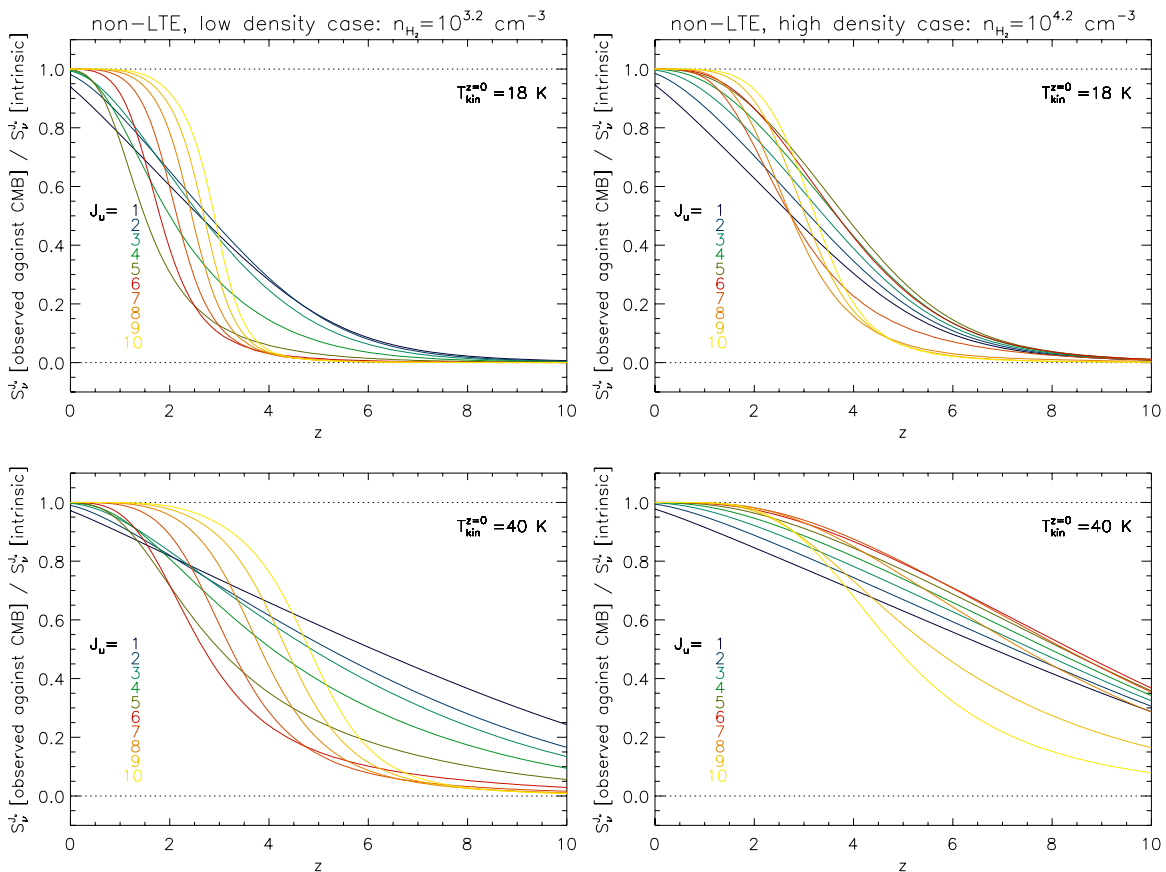 non-LTE, low density case: n_H₂=10^3.2 cm^−3
S_ν^Jᵤ [observed against CMB] / S_ν^Jᵤ [intrinsic]
1.0
0.8
0.6
0.4
0.2
0.0
T_kin^z=0 =18 K
J_u= 1
2
3
4
5
6
7
8
9
10
0 2 4 6 8 10
z
non-LTE, high density case: n_H₂=10^4.2 cm^−3
S_ν^Jᵤ [observed against CMB] / S_ν^Jᵤ [intrinsic]
1.0
0.8
0.6
0.4
0.2
0.0
T_kin^z=0 =18 K
J_u= 1
2
3
4
5
6
7
8
9
10
0 2 4 6 8 10
z
S_ν^Jᵤ [observed against CMB] / S_ν^Jᵤ [intrinsic]
1.0
0.8
0.6
0.4
0.2
0.0
T_kin^z=0 =40 K
J_u= 1
2
3
4
5
6
7
8
9
10
0 2 4 6 8 10
z
S_ν^Jᵤ [observed against CMB] / S_ν^Jᵤ [intrinsic]
1.0
0.8
0.6
0.4
0.2
0.0
T_kin^z=0 =40 K
J_u= 1
2
3
4
5
6
7
8
9
10
0 2 4 6 8 10
z